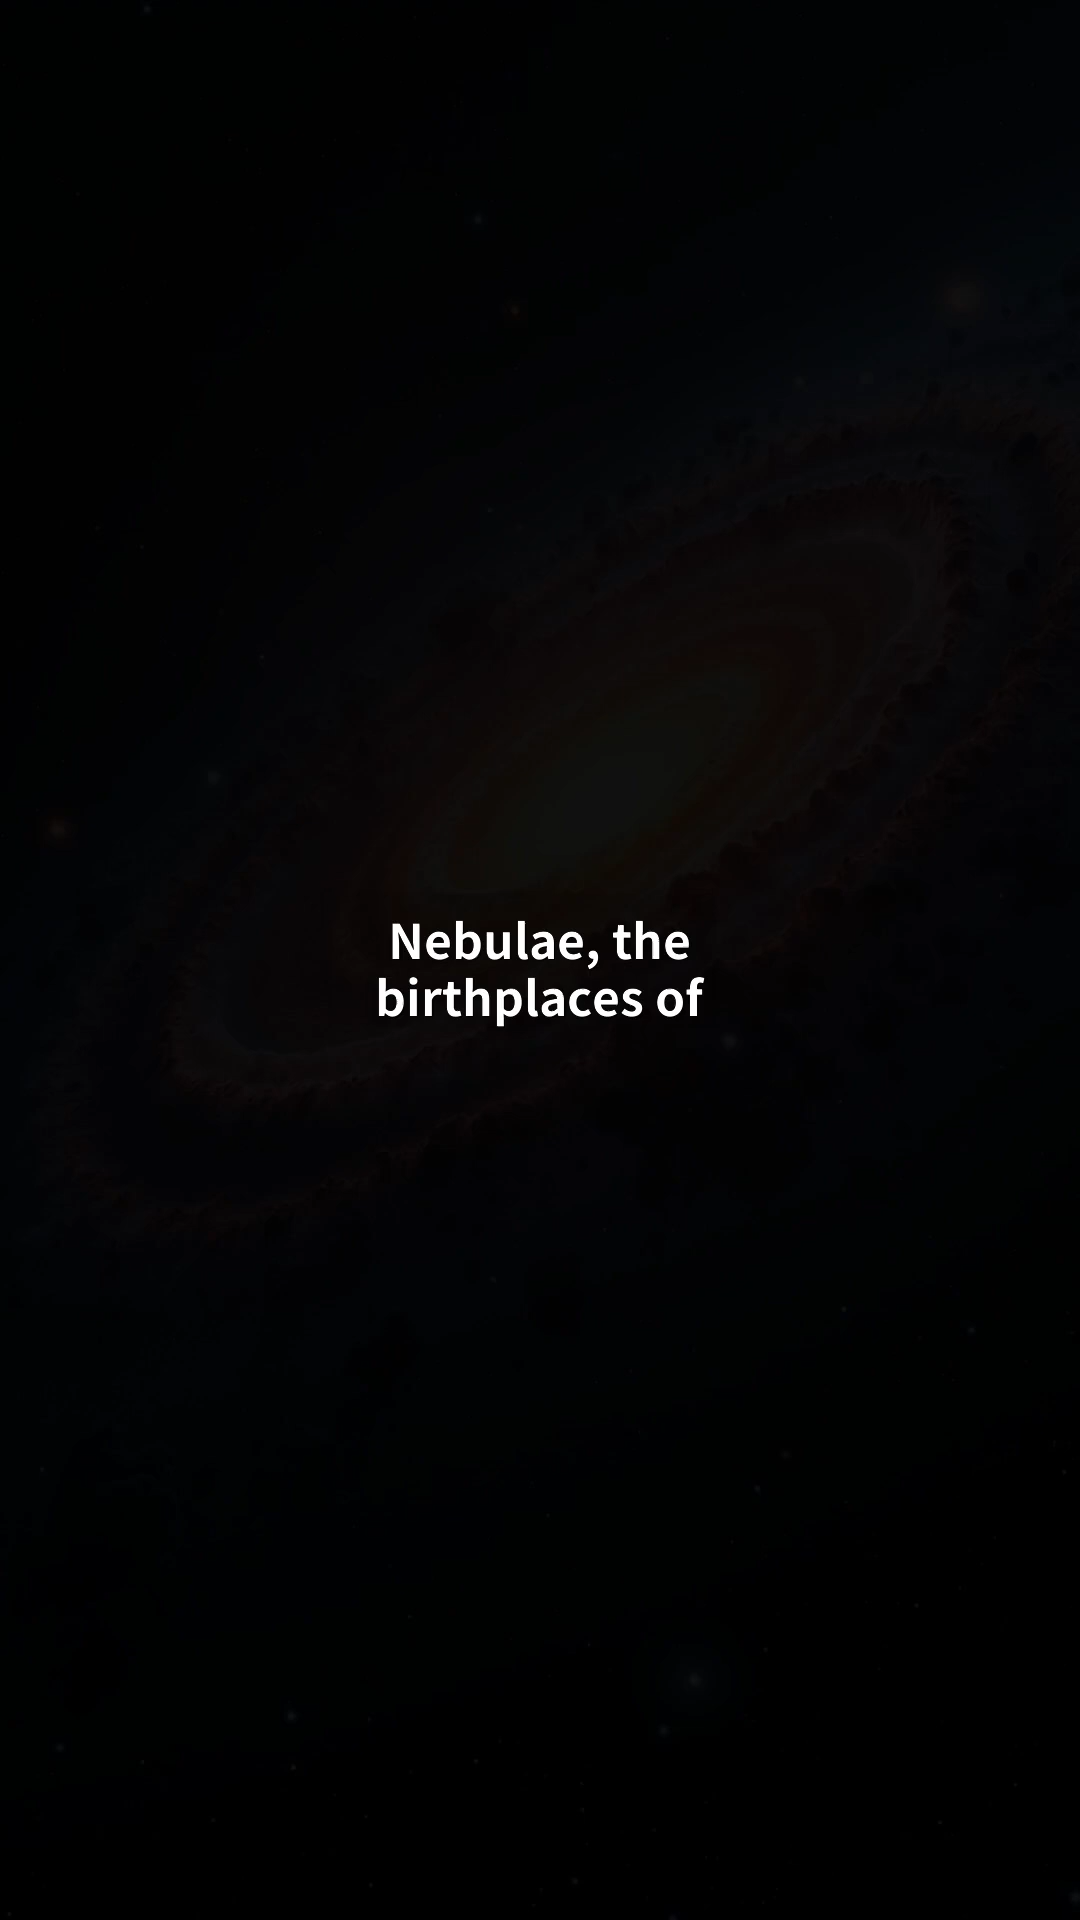 Nebulae, the
birthplaces of